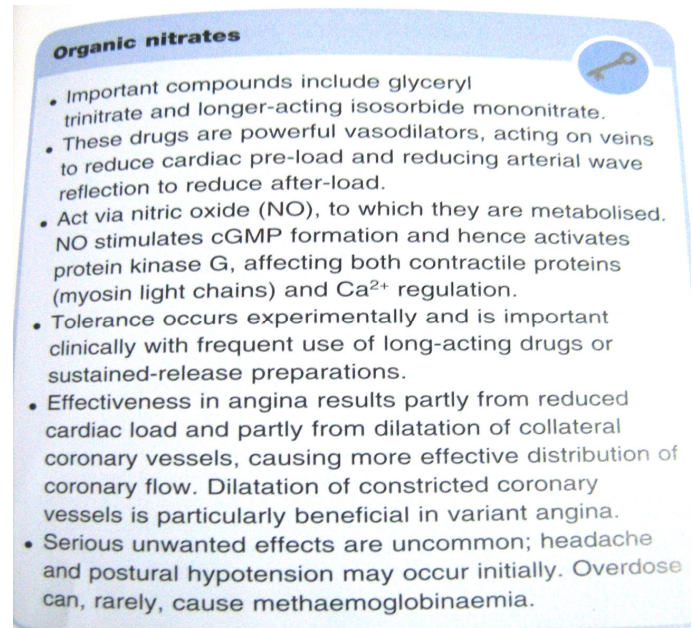 Organic nitrates
• Important compounds include glyceryl
trinitrate and longer-acting isosorbide mononitrate.
• These drugs are powerful vasodilators, acting on veins
to reduce cardiac pre-load and reducing arterial wave
reflection to reduce after-load.
• Act via nitric oxide (NO), to which they are metabolised.
NO stimulates cGMP formation and hence activates
protein kinase G, affecting both contractile proteins
(myosin light chains) and Ca²⁺ regulation.
• Tolerance occurs experimentally and is important
clinically with frequent use of long-acting drugs or
sustained-release preparations.
• Effectiveness in angina results partly from reduced
cardiac load and partly from dilatation of collateral
coronary vessels, causing more effective distribution of
coronary flow. Dilatation of constricted coronary
vessels is particularly beneficial in variant angina.
• Serious unwanted effects are uncommon; headache
and postural hypotension may occur initially. Overdose
can, rarely, cause methaemoglobinaemia.